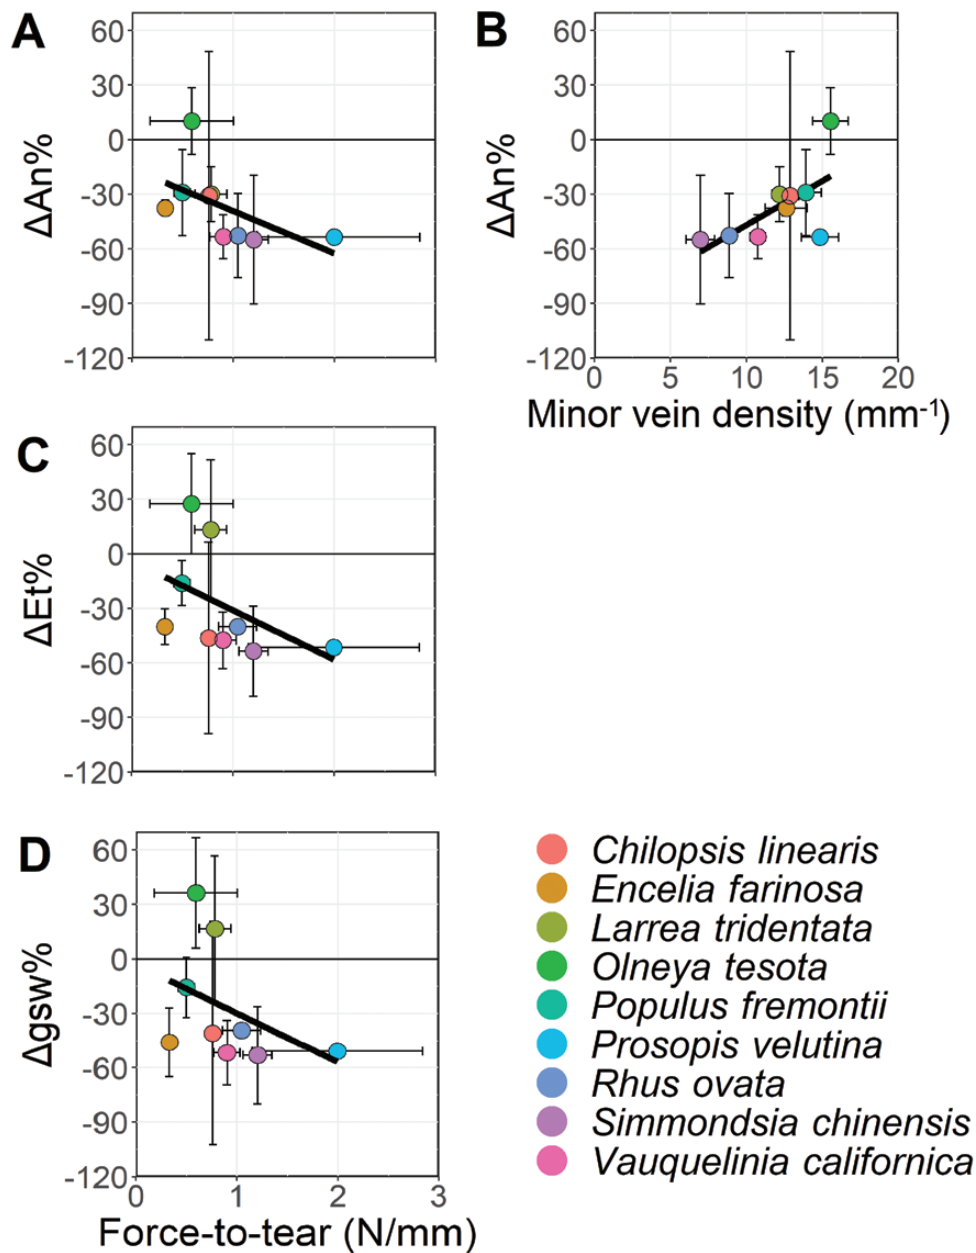 A
60
30
0
-30
-60
-90
-120
ΔAn%
B
60
30
0
-30
-60
-90
-120
ΔAn%
0 5 10 15 20
Minor vein density (mm⁻¹)
C
60
30
0
-30
-60
-90
-120
ΔEt%
D
60
30
0
-30
-60
-90
-120
Δgsw%
0 1 2 3
Force-to-tear (N/mm)
Chilopsis linearis
Encelia farinosa
Larrea tridentata
Olneya tesota
Populus fremontii
Prosopis velutina
Rhus ovata
Simmondsia chinensis
Vauquelinia californica